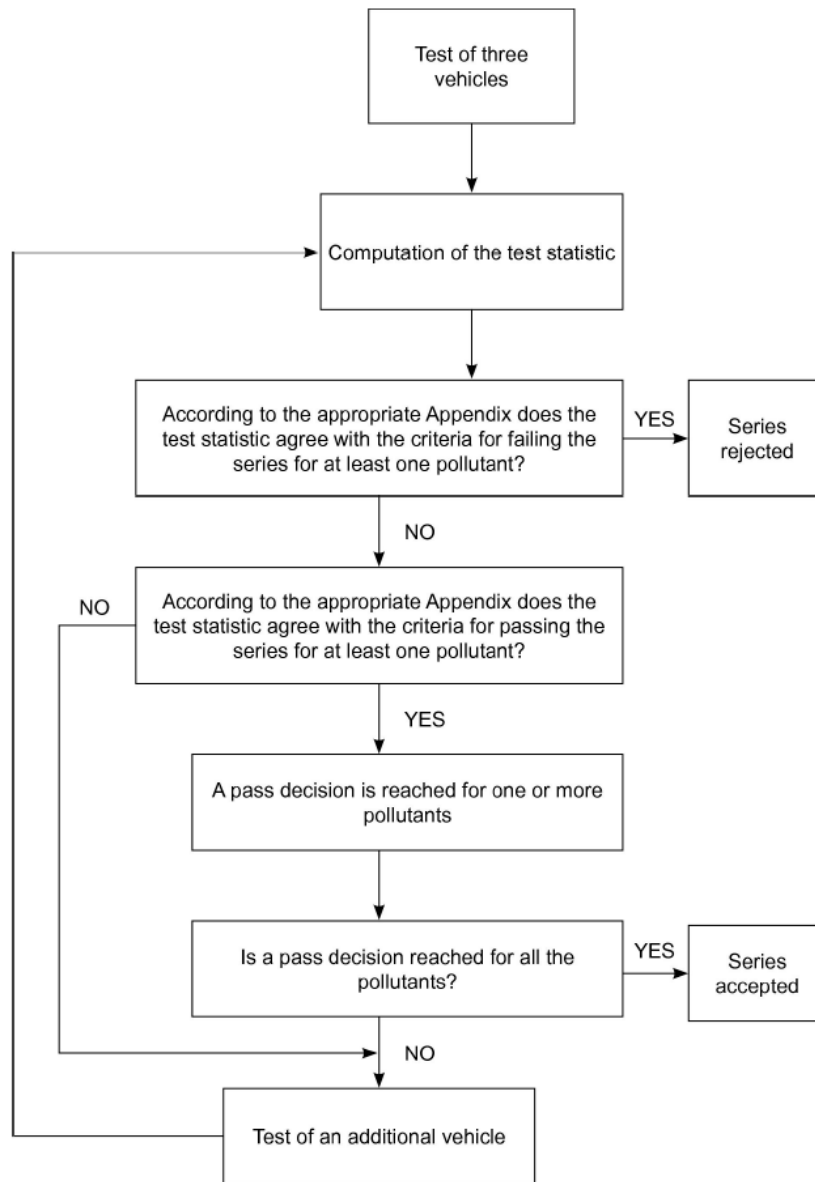 Test of three
vehicles
Computation of the test statistic
According to the appropriate Appendix does the
test statistic agree with the criteria for failing the
series for at least one pollutant?
YES
Series
rejected
NO
According to the appropriate Appendix does the
test statistic agree with the criteria for passing the
series for at least one pollutant?
NO
YES
A pass decision is reached for one or more
pollutants
Is a pass decision reached for all the
pollutants?
YES
Series
accepted
NO
Test of an additional vehicle